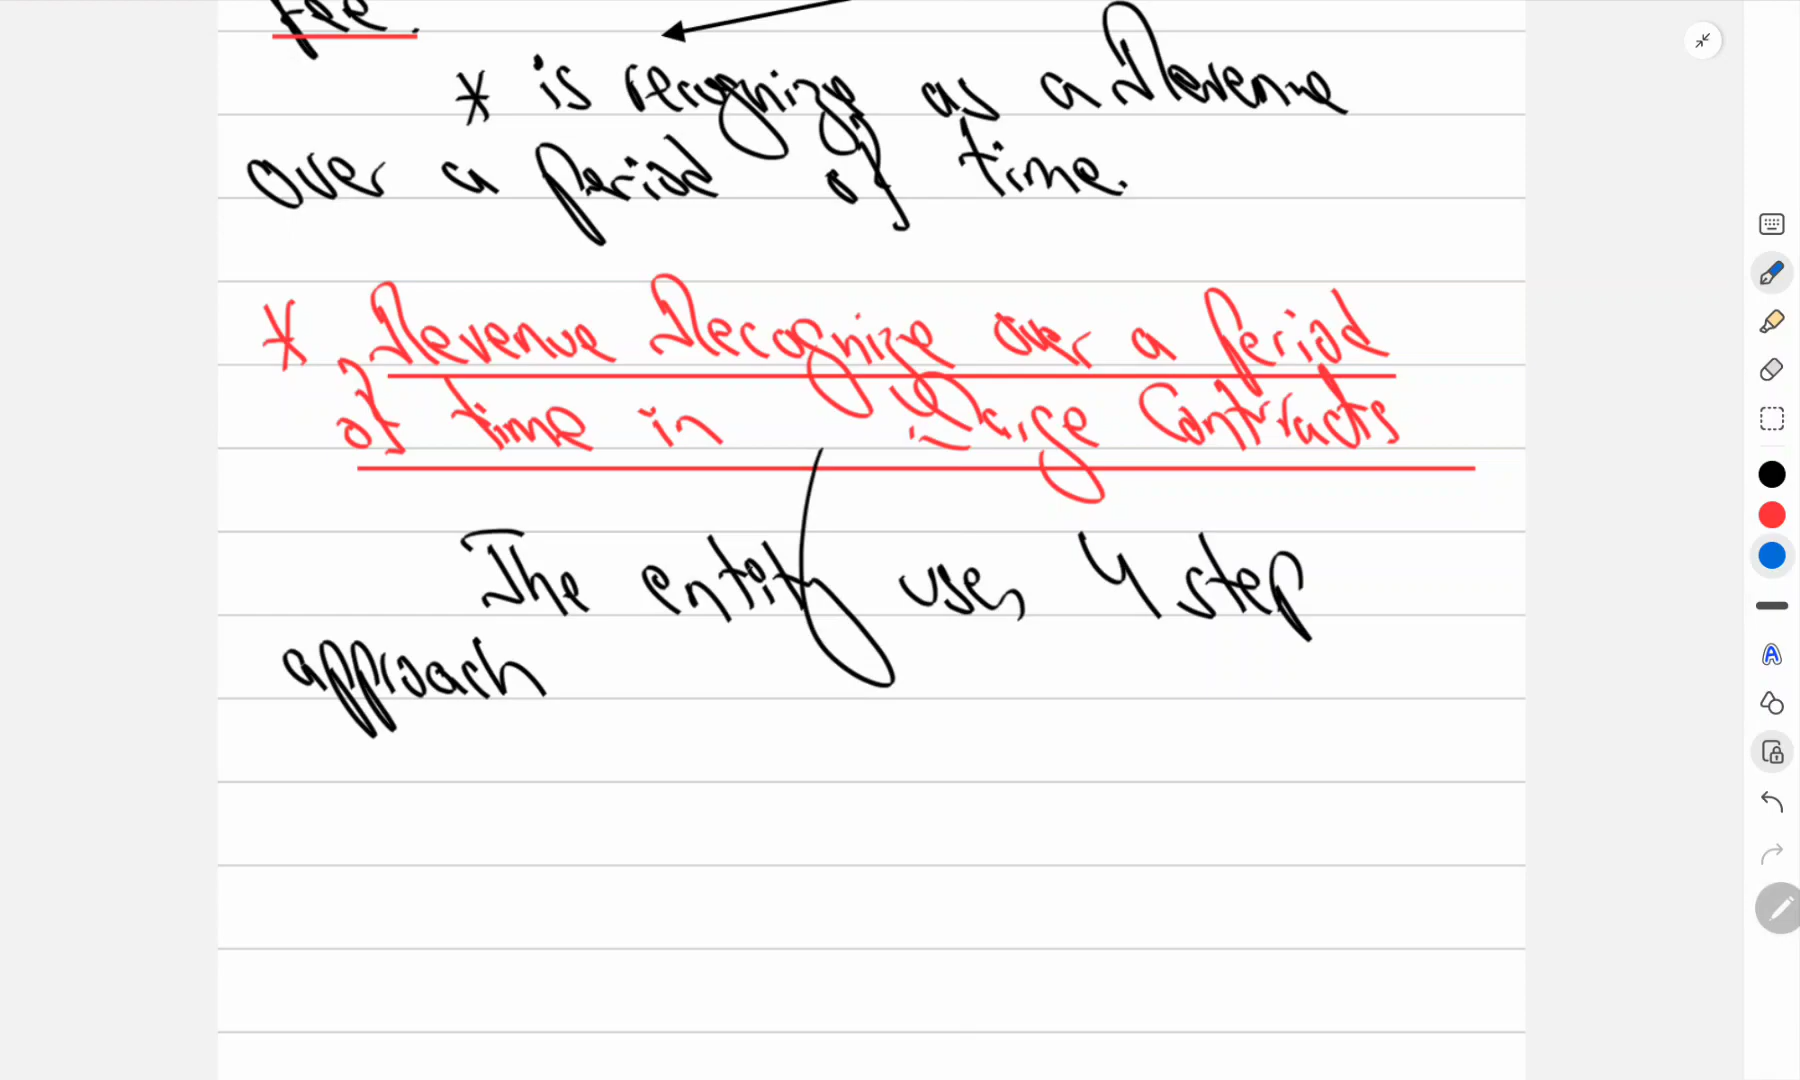 fee.
* is recognize as a Revenue
over a period of time.
* Revenue Recognize over a period
of time in large Contracts
The entity uses 4 step
approach